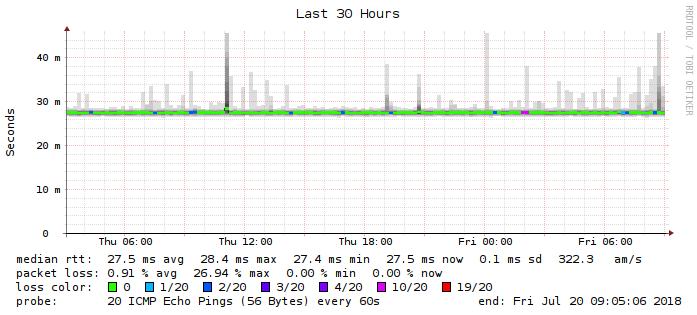 Last 30 Hours
RRDTOOL / TOBI OETIKER
Seconds
40 m
30 m
20 m
10 m
0
Thu 06:00 Thu 12:00 Thu 18:00 Fri 00:00 Fri 06:00
median rtt: 27.5 ms avg 28.4 ms max 27.4 ms min 27.5 ms now 0.1 ms sd 322.3 am/s
packet loss: 0.91 % avg 26.94 % max 0.00 % min 0.00 % now
loss color: 0 1/20 2/20 3/20 4/20 10/20 19/20
probe: 20 ICMP Echo Pings (56 Bytes) every 60s end: Fri Jul 20 09:05:06 2018